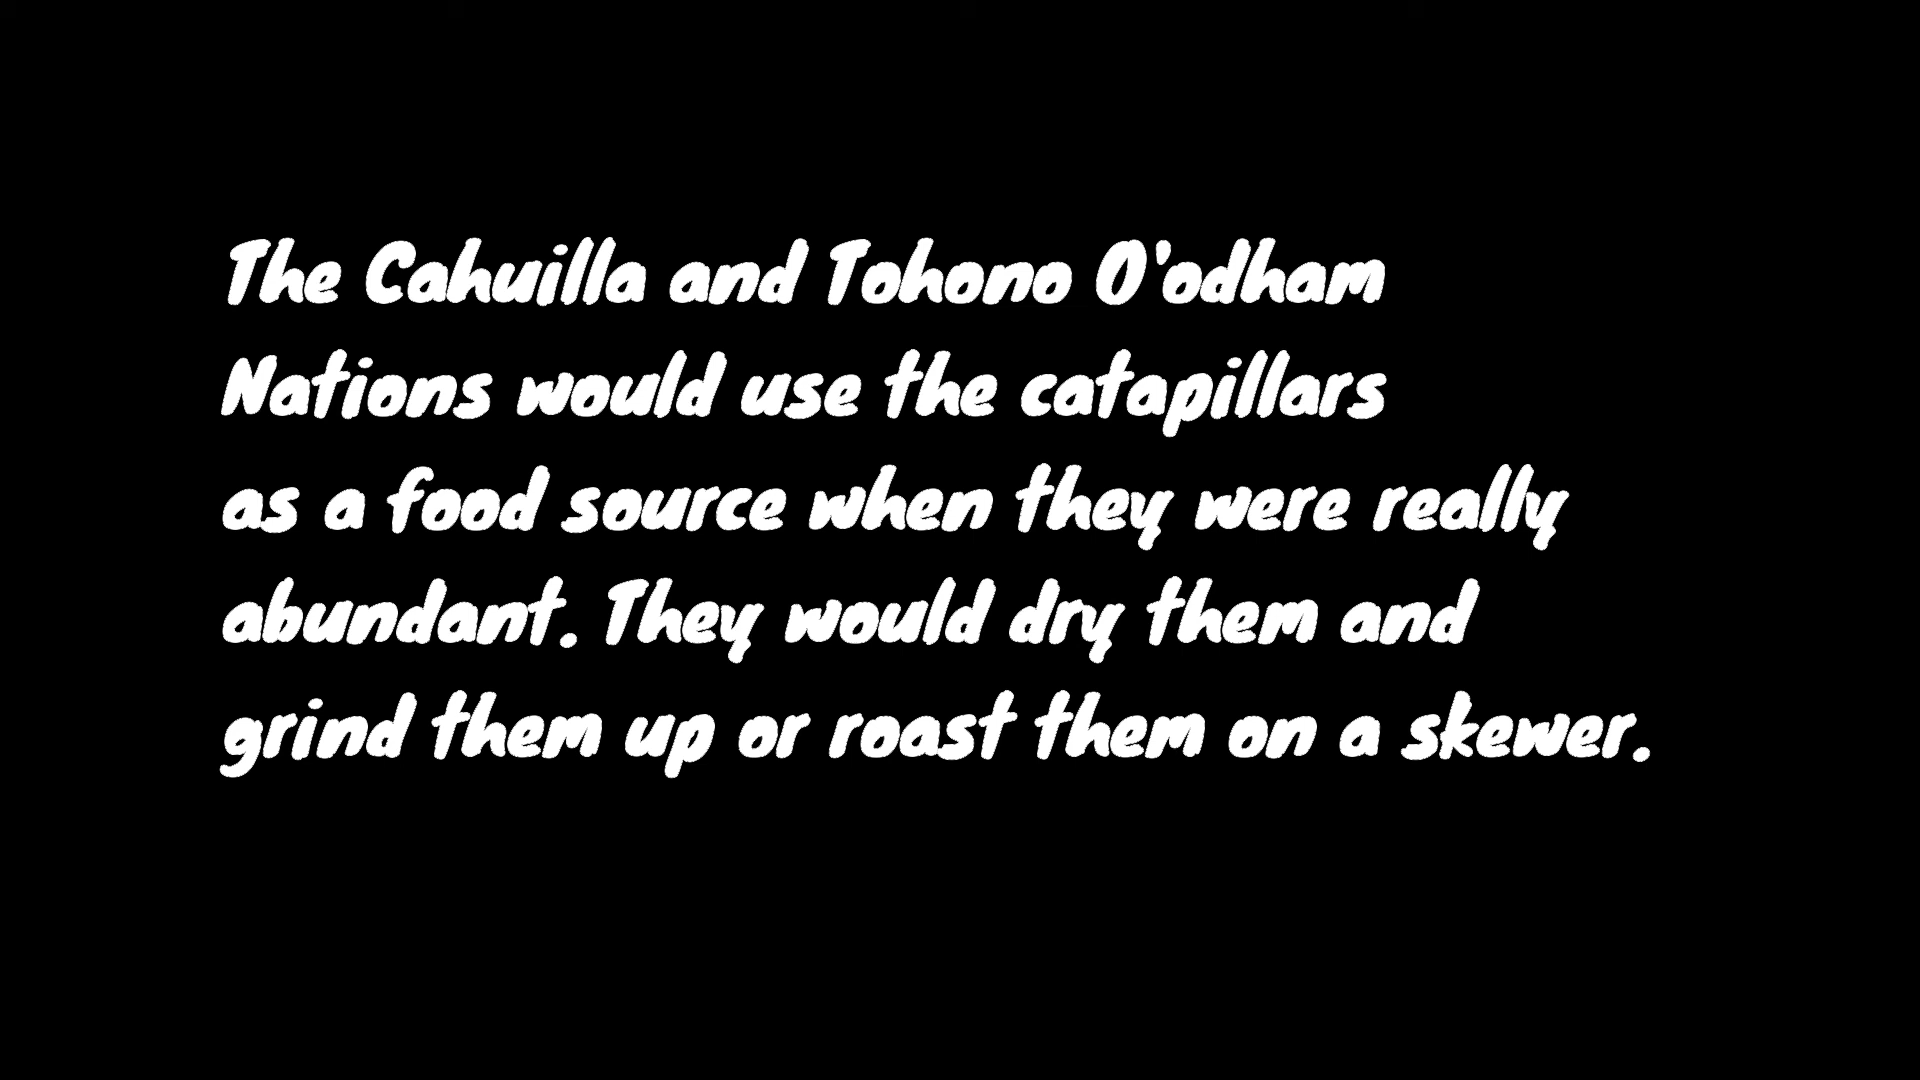 The Cahuilla and Tohono O'odham
Nations would use the catapillars
as a food source when they were really
abundant. They would dry them and
grind them up or roast them on a skewer.